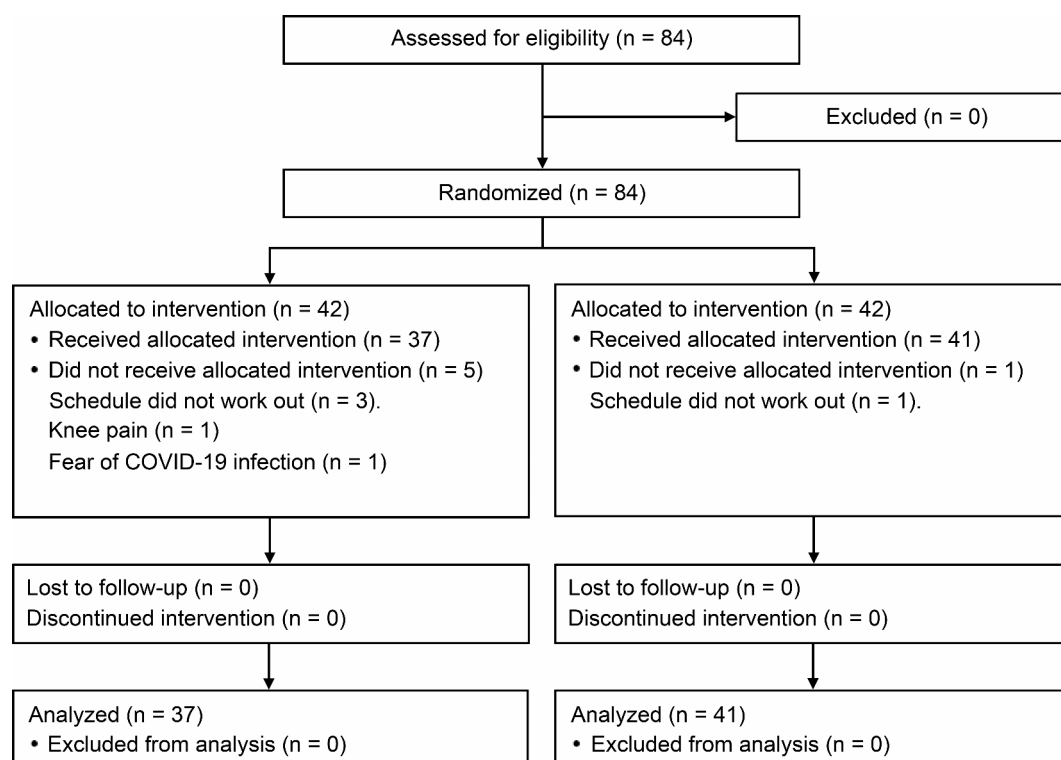 Assessed for eligibility (n = 84)
Excluded (n = 0)
Randomized (n = 84)
Allocated to intervention (n = 42)
• Received allocated intervention (n = 37)
• Did not receive allocated intervention (n = 5)
Schedule did not work out (n = 3).
Knee pain (n = 1)
Fear of COVID-19 infection (n = 1)
Allocated to intervention (n = 42)
• Received allocated intervention (n = 41)
• Did not receive allocated intervention (n = 1)
Schedule did not work out (n = 1).
Lost to follow-up (n = 0)
Discontinued intervention (n = 0)
Lost to follow-up (n = 0)
Discontinued intervention (n = 0)
Analyzed (n = 37)
• Excluded from analysis (n = 0)
Analyzed (n = 41)
• Excluded from analysis (n = 0)